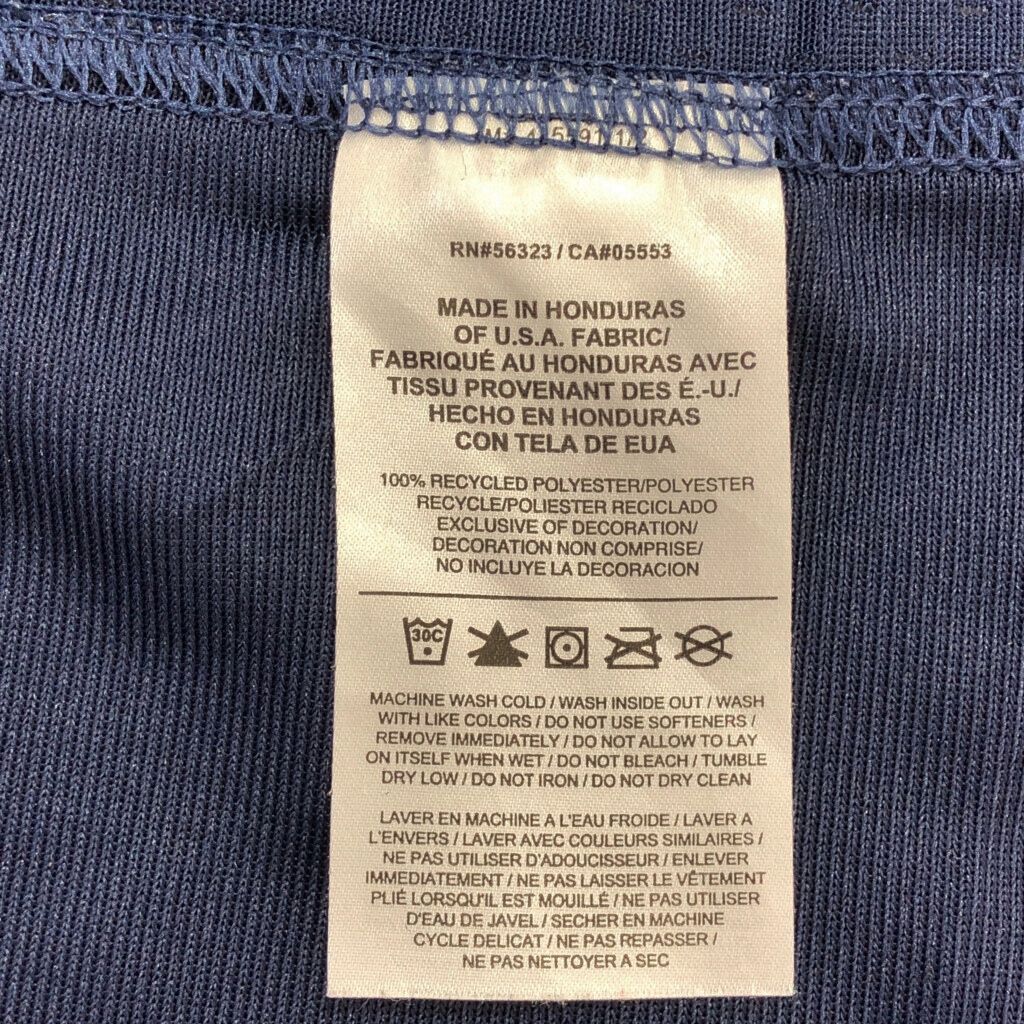 RN#56323 / CA#05553
MADE IN HONDURAS
OF U.S.A. FABRIC/
FABRIQUÉ AU HONDURAS AVEC
TISSU PROVENANT DES É.-U./
HECHO EN HONDURAS
CON TELA DE EUA
100% RECYCLED POLYESTER/POLYESTER
RECYCLE/POLIESTER RECICLADO
EXCLUSIVE OF DECORATION/
DECORATION NON COMPRISE/
NO INCLUYE LA DECORACION
30C
MACHINE WASH COLD / WASH INSIDE OUT / WASH
WITH LIKE COLORS / DO NOT USE SOFTENERS /
REMOVE IMMEDIATELY / DO NOT ALLOW TO LAY
ON ITSELF WHEN WET / DO NOT BLEACH / TUMBLE
DRY LOW / DO NOT IRON / DO NOT DRY CLEAN
LAVER EN MACHINE A L'EAU FROIDE / LAVER A
L'ENVERS / LAVER AVEC COULEURS SIMILAIRES /
NE PAS UTILISER D'ADOUCISSEUR / ENLEVER
IMMEDIATEMENT / NE PAS LAISSER LE VÊTEMENT
PLIÉ LORSQU'IL EST MOUILLÉ / NE PAS UTILISER
D'EAU DE JAVEL / SECHER EN MACHINE
CYCLE DELICAT / NE PAS REPASSER /
NE PAS NETTOYER A SEC